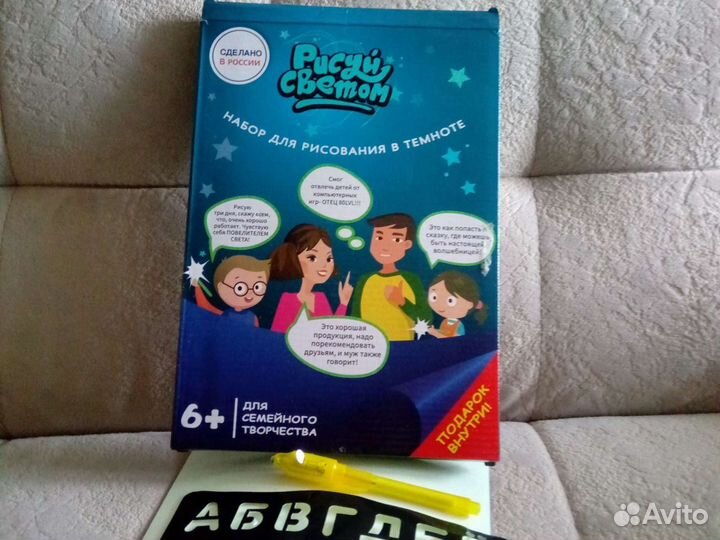 СДЕЛАНО
В РОССИИ
Рисуй
светом
НАБОР ДЛЯ РИСОВАНИЯ В ТЕМНОТЕ
Смог
отвлечь детей от
компьютерных
игр- ОТЕЦ 80LVL!!!
Рисую
три дня, скажу всем,
что, очень хорошо
работает. Чувствую
себя ПОВЕЛИТЕЛЕМ
СВЕТА!
Это как попасть в
сказку, где можешь
быть настоящей
волшебницей!
Это хорошая
продукция, надо
порекомендовать
друзьям, и муж также
говорит!
6+
ДЛЯ
СЕМЕЙНОГО
ТВОРЧЕСТВА
ПОДАРОК
ВНУТРИ!
АБВГДЕЁ
Avito